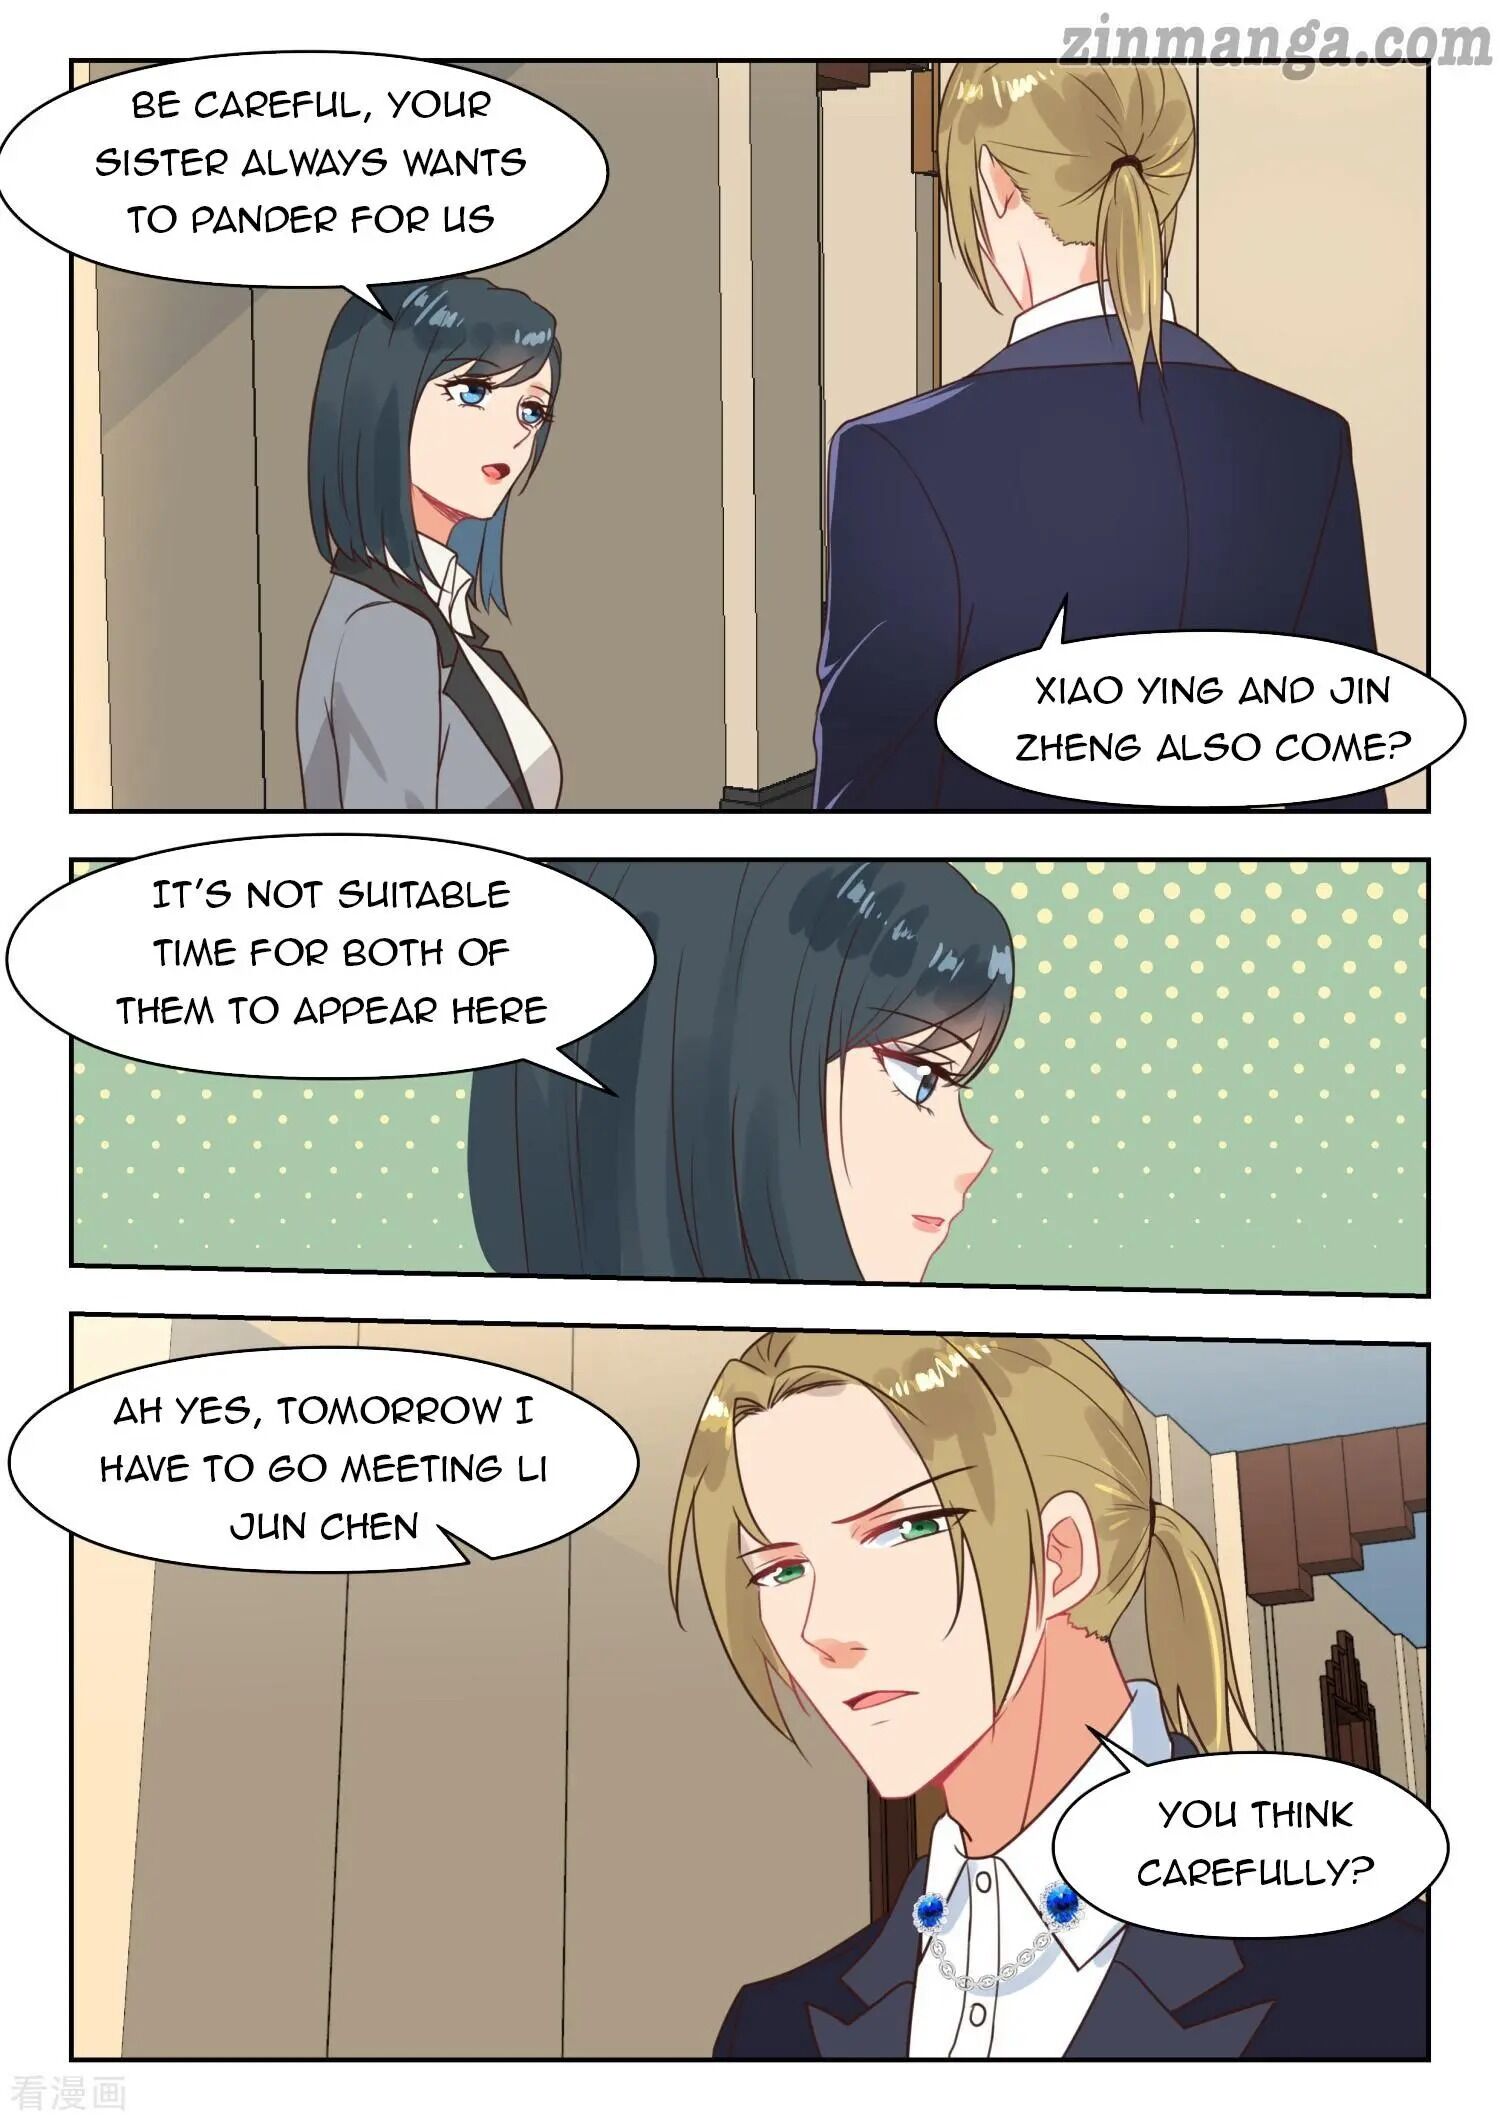 zinmanga.com
BE CAREFUL, YOUR
SISTER ALWAYS WANTS
TO PANDER FOR US
XIAO YING AND JIN
ZHENG ALSO COME?
IT'S NOT SUITABLE
TIME FOR BOTH OF
THEM TO APPEAR HERE
AH YES, TOMORROW I
HAVE TO GO MEETING LI
JUN CHEN
YOU THINK
CAREFULLY?
看漫画